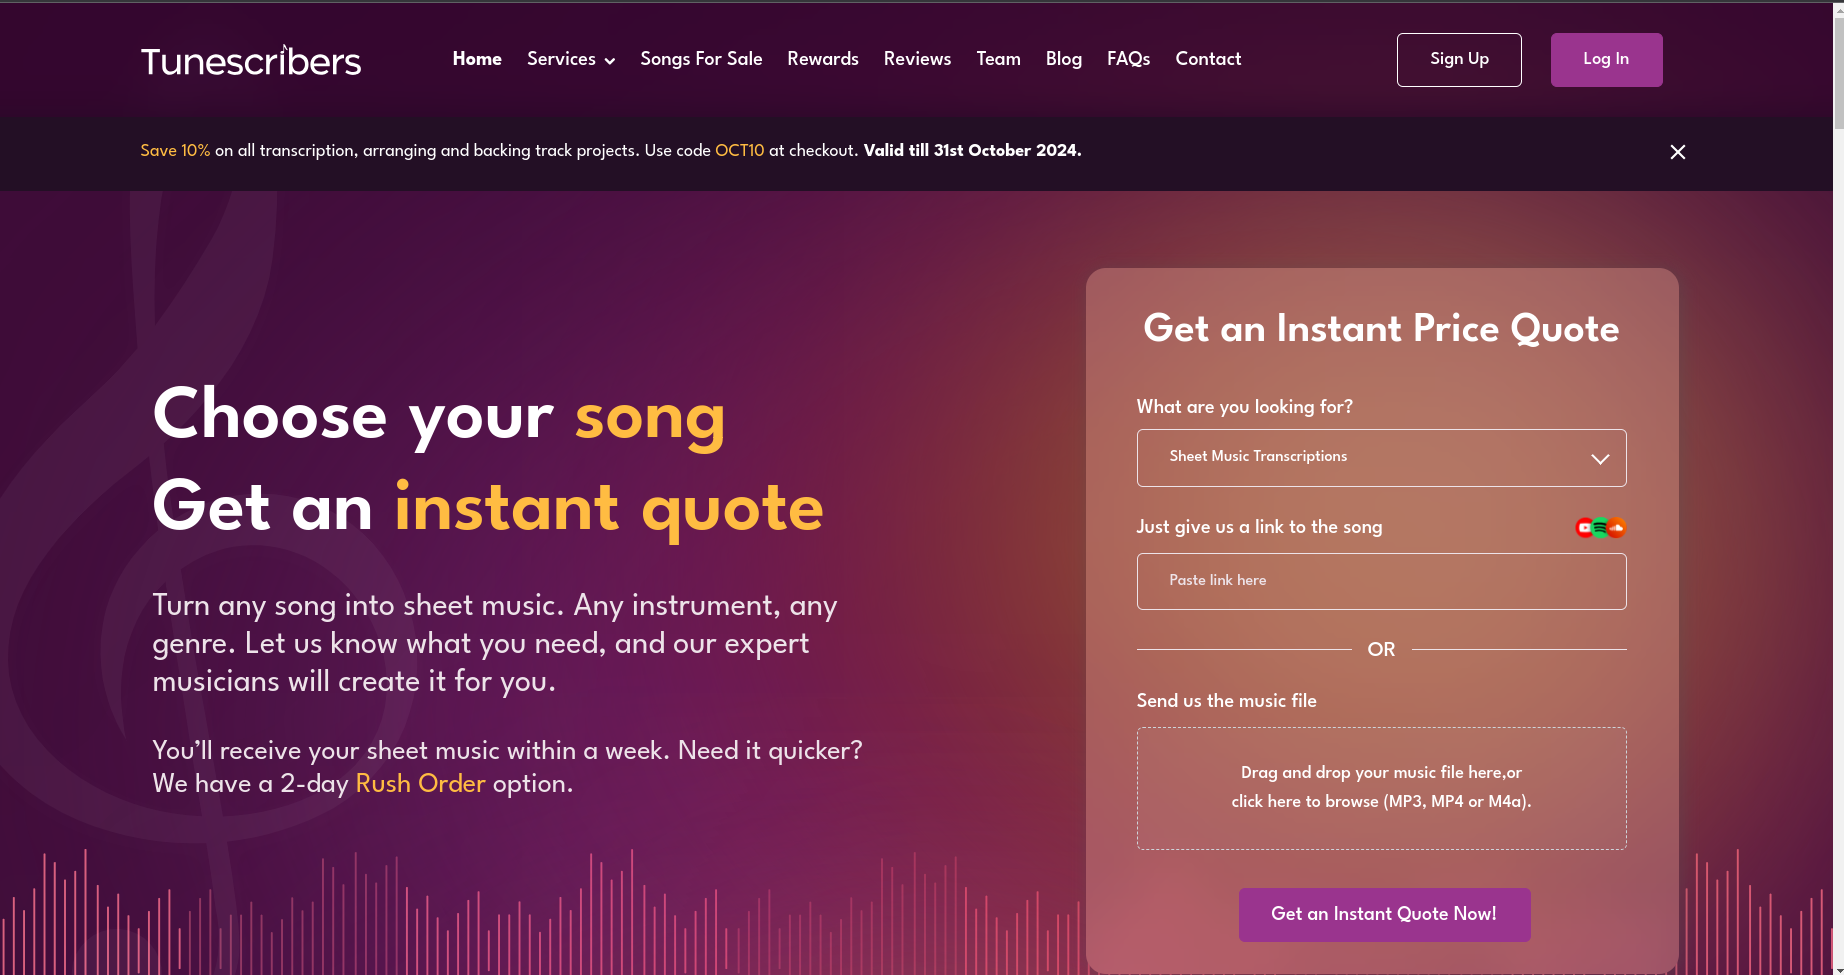 Tunescribers
Home Services Songs For Sale Rewards Reviews Team Blog FAQs Contact
Sign Up
Log In
Save 10% on all transcription, arranging and backing track projects. Use code OCT10 at checkout. Valid till 31st October 2024.
Choose your song
Get an instant quote
Turn any song into sheet music. Any instrument, any
genre. Let us know what you need, and our expert
musicians will create it for you.
You’ll receive your sheet music within a week. Need it quicker?
We have a 2-day Rush Order option.
Get an Instant Price Quote
What are you looking for?
Sheet Music Transcriptions
Just give us a link to the song
Paste link here
OR
Send us the music file
Drag and drop your music file here,or
click here to browse (MP3, MP4 or M4a).
Get an Instant Quote Now!